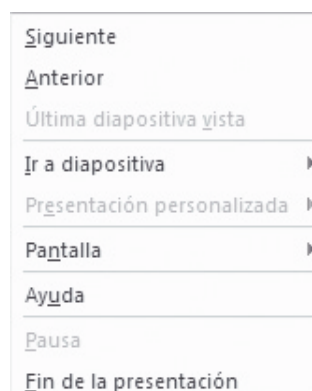 Siguiente
Anterior
Última diapositiva vista
Ir a diapositiva
Presentación personalizada
Pantalla
Ayuda
Pausa
Fin de la presentación